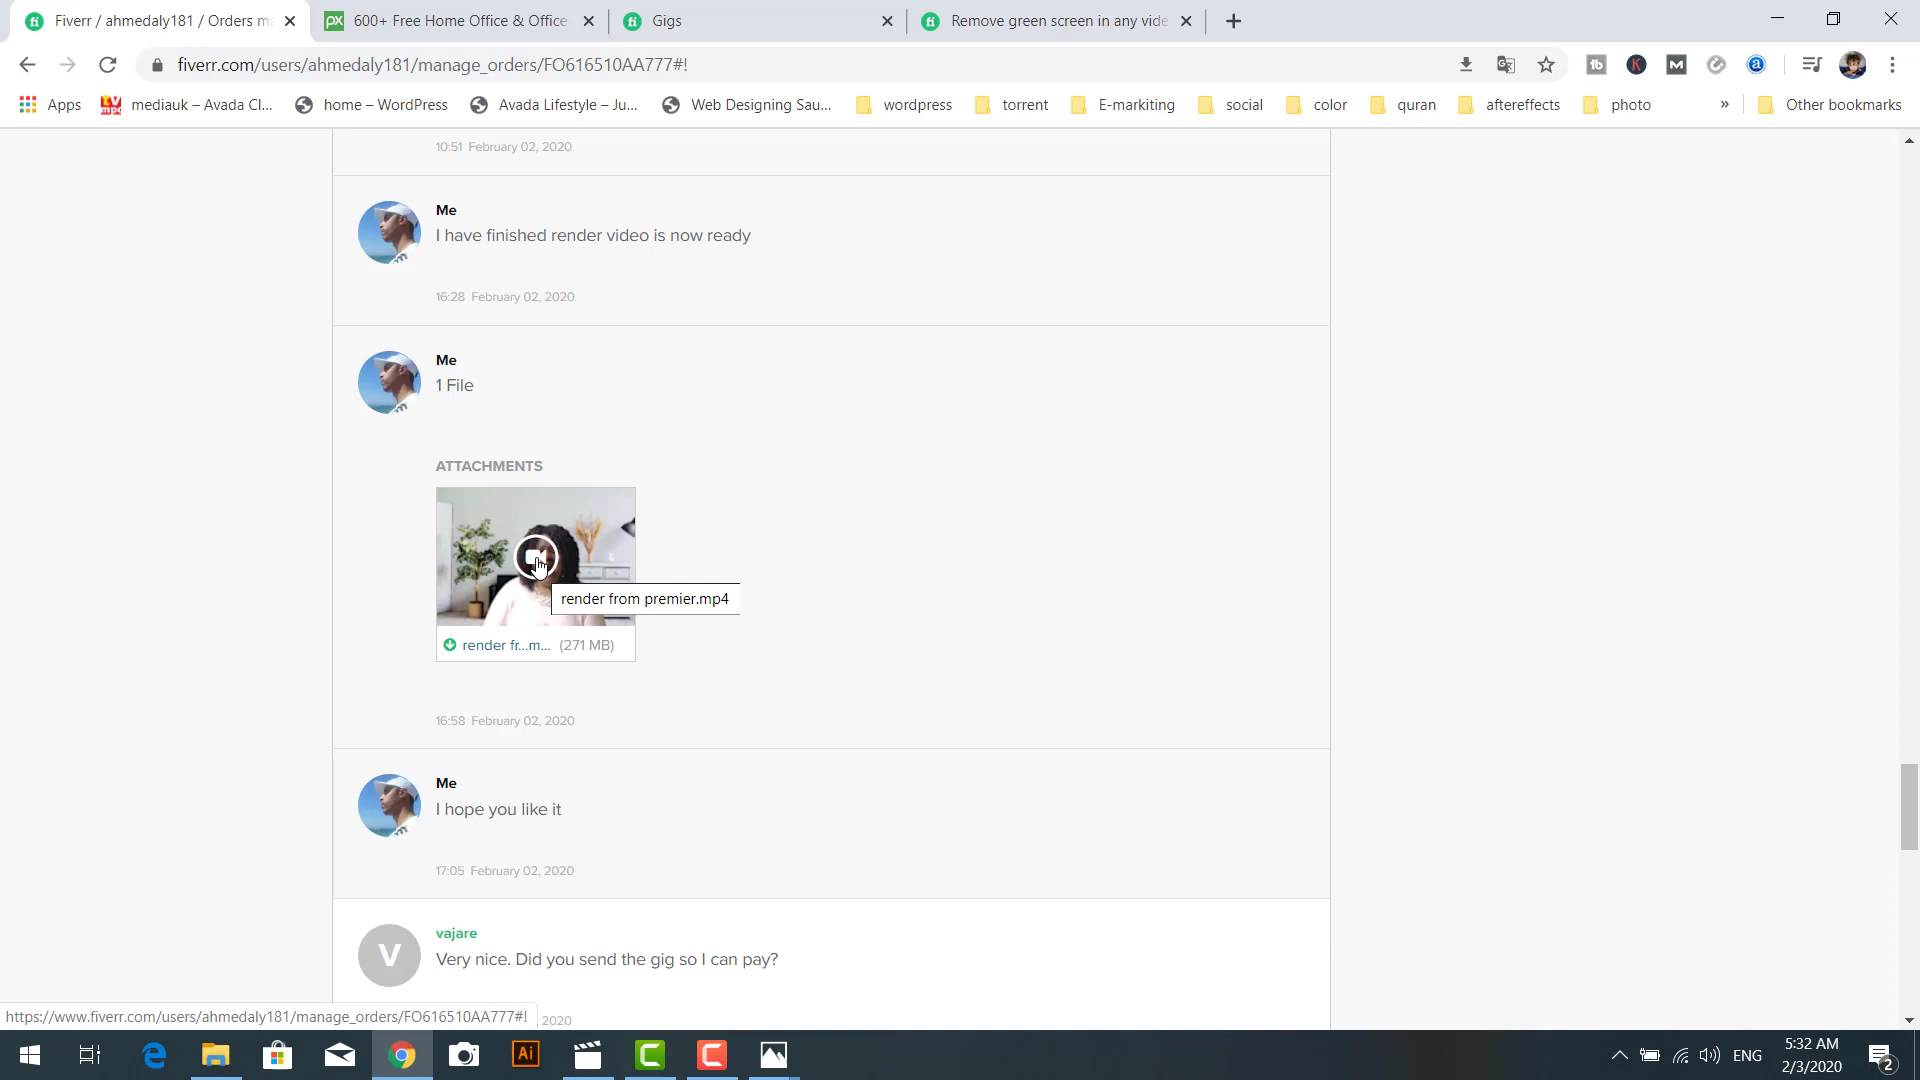 Fiverr / ahmedaly181 / Orders ma
600+ Free Home Office & Office
Gigs
Remove green screen in any vide
fiverr.com/users/ahmedaly181/manage_orders/FO616510AA777#!
Apps
mediauk – Avada Cl...
home – WordPress
Avada Lifestyle – Ju...
Web Designing Sau...
wordpress
torrent
E-markiting
social
color
quran
aftereffects
photo
»
Other bookmarks
10:51 February 02, 2020
Me
I have finished render video is now ready
16:28 February 02, 2020
Me
1 File
ATTACHMENTS
render from premier.mp4
render fr...m... (271 MB)
16:58 February 02, 2020
Me
I hope you like it
17:05 February 02, 2020
V
vajare
Very nice. Did you send the gig so I can pay?
https://www.fiverr.com/users/ahmedaly181/manage_orders/FO616510AA777#!
2020
Ai
ENG
5:32 AM
2/3/2020
2